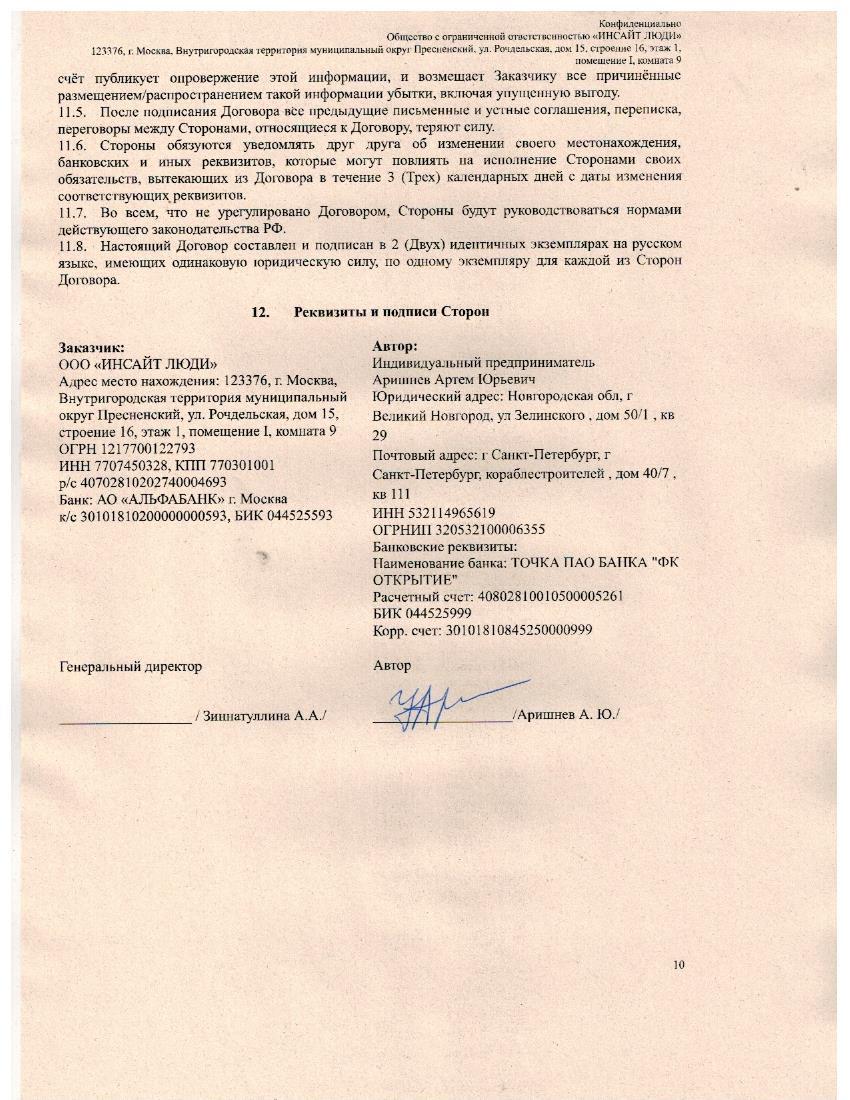 Конфиденциально
Общество с ограниченной ответственностью «ИНСАЙТ ЛЮДИ»
123376, г. Москва, Внутригородская территория муниципальный округ Пресненский, ул. Рочдельская, дом 15, строение 16, этаж 1,
помещение I, комната 9
счёт публикует опровержение этой информации, и возмещает Заказчику все причинённые
размещением/распространением такой информации убытки, включая упущенную выгоду.
11.5. После подписания Договора все предыдущие письменные и устные соглашения, переписка,
переговоры между Сторонами, относящиеся к Договору, теряют силу.
11.6. Стороны обязуются уведомлять друг друга об изменении своего местонахождения,
банковских и иных реквизитов, которые могут повлиять на исполнение Сторонами своих
обязательств, вытекающих из Договора в течение 3 (Трех) календарных дней с даты изменения
соответствующих реквизитов.
11.7. Во всем, что не урегулировано Договором, Стороны будут руководствоваться нормами
действующего законодательства РФ.
11.8. Настоящий Договор составлен и подписан в 2 (Двух) идентичных экземплярах на русском
языке, имеющих одинаковую юридическую силу, по одному экземпляру для каждой из Сторон
Договора.
12. Реквизиты и подписи Сторон
Заказчик:
ООО «ИНСАЙТ ЛЮДИ»
Адрес место нахождения: 123376, г. Москва,
Внутригородская территория муниципальный
округ Пресненский, ул. Рочдельская, дом 15,
строение 16, этаж 1, помещение I, комната 9
ОГРН 1217700122793
ИНН 7707450328, КПП 770301001
р/с 40702810202740004693
Банк: АО «АЛЬФАБАНК» г. Москва
к/с 30101810200000000593, БИК 044525593
Генеральный директор
/ Зиннатуллина А.А./
Автор:
Индивидуальный предприниматель
Аришнев Артем Юрьевич
Юридический адрес: Новгородская обл, г
Великий Новгород, ул Зелинского , дом 50/1 , кв
29
Почтовый адрес: г Санкт-Петербург, г
Санкт-Петербург, кораблестроителей , дом 40/7 ,
кв 111
ИНН 532114965619
ОГРНИП 320532100006355
Банковские реквизиты:
Наименование банка: ТОЧКА ПАО БАНКА "ФК
ОТКРЫТИЕ"
Расчетный счет: 40802810010500005261
БИК 044525999
Корр. счет: 30101810845250000999
Автор
/Аришнев А. Ю./
10